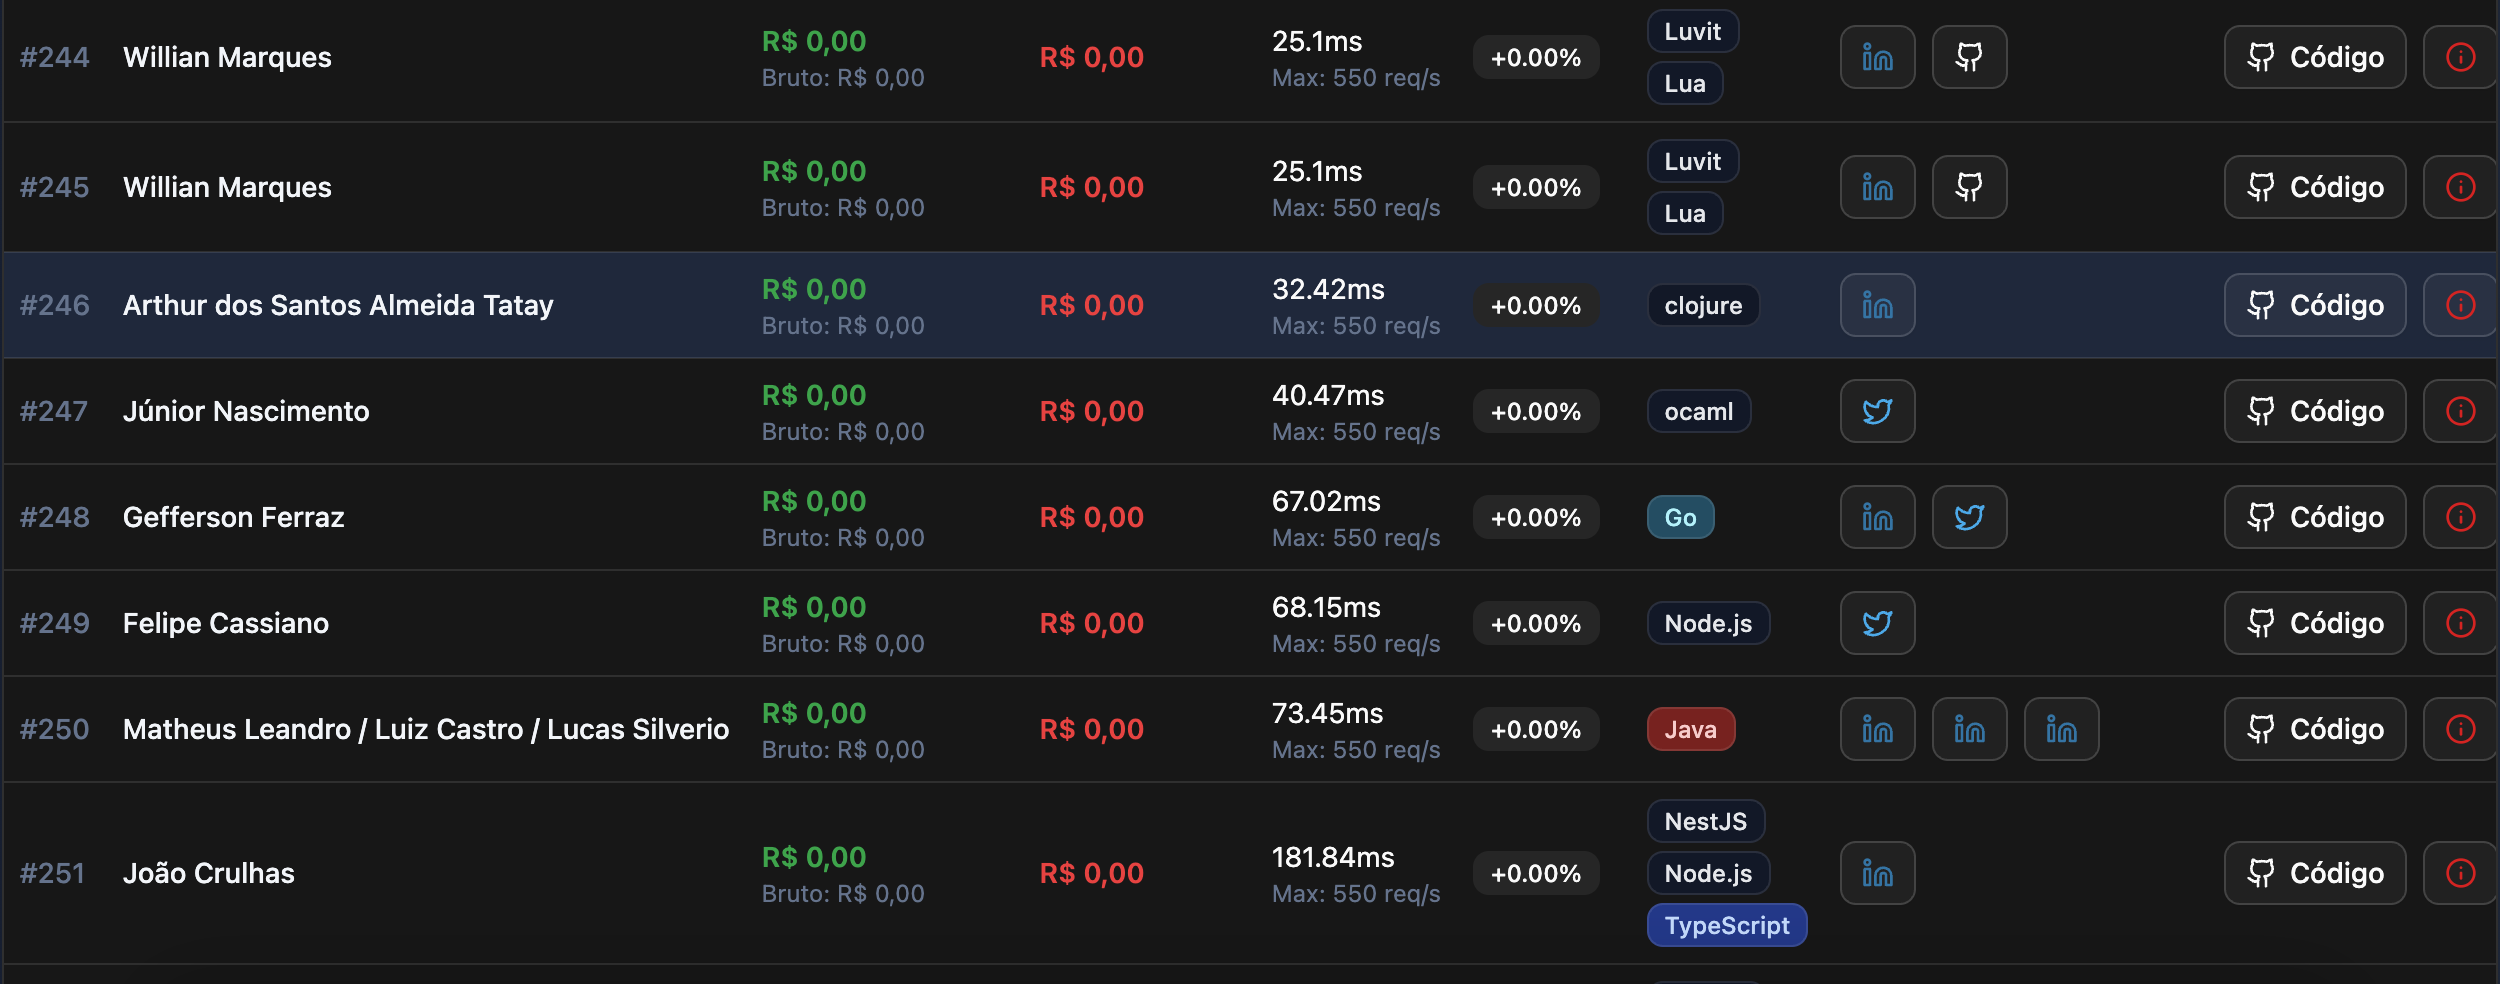 #244 Willian Marques R$ 0,00 Bruto: R$ 0,00 R$ 0,00 25.1ms Max: 550 req/s +0.00% Luvit Lua Código
#245 Willian Marques R$ 0,00 Bruto: R$ 0,00 R$ 0,00 25.1ms Max: 550 req/s +0.00% Luvit Lua Código
#246 Arthur dos Santos Almeida Tatay R$ 0,00 Bruto: R$ 0,00 R$ 0,00 32.42ms Max: 550 req/s +0.00% clojure Código
#247 Júnior Nascimento R$ 0,00 Bruto: R$ 0,00 R$ 0,00 40.47ms Max: 550 req/s +0.00% ocaml Código
#248 Gefferson Ferraz R$ 0,00 Bruto: R$ 0,00 R$ 0,00 67.02ms Max: 550 req/s +0.00% Go Código
#249 Felipe Cassiano R$ 0,00 Bruto: R$ 0,00 R$ 0,00 68.15ms Max: 550 req/s +0.00% Node.js Código
#250 Matheus Leandro / Luiz Castro / Lucas Silverio R$ 0,00 Bruto: R$ 0,00 R$ 0,00 73.45ms Max: 550 req/s +0.00% Java Código
#251 João Crulhas R$ 0,00 Bruto: R$ 0,00 R$ 0,00 181.84ms Max: 550 req/s +0.00% NestJS Node.js TypeScript Código